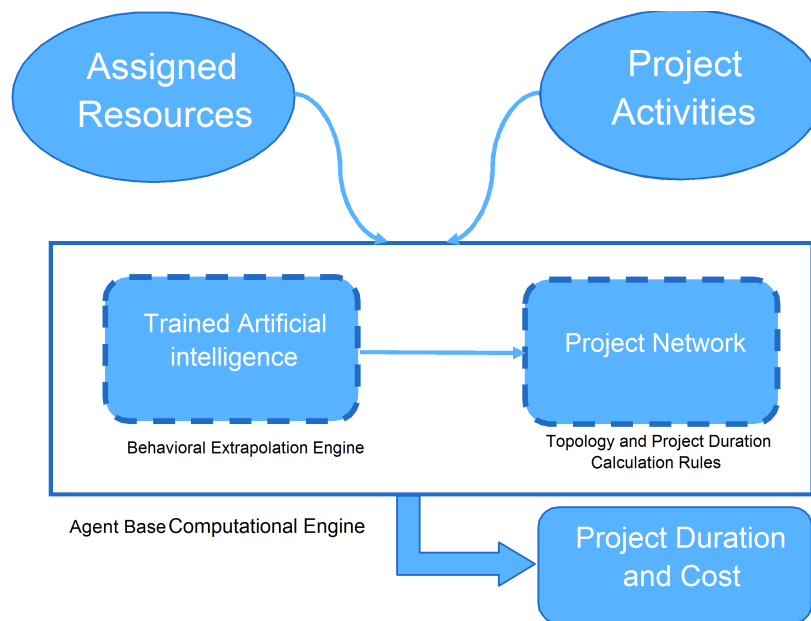 Assigned
Resources
Project
Activities
Trained Artificial
intelligence
Project Network
Behavioral Extrapolation Engine
Topology and Project Duration
Calculation Rules
Agent Base Computational Engine
Project Duration
and Cost